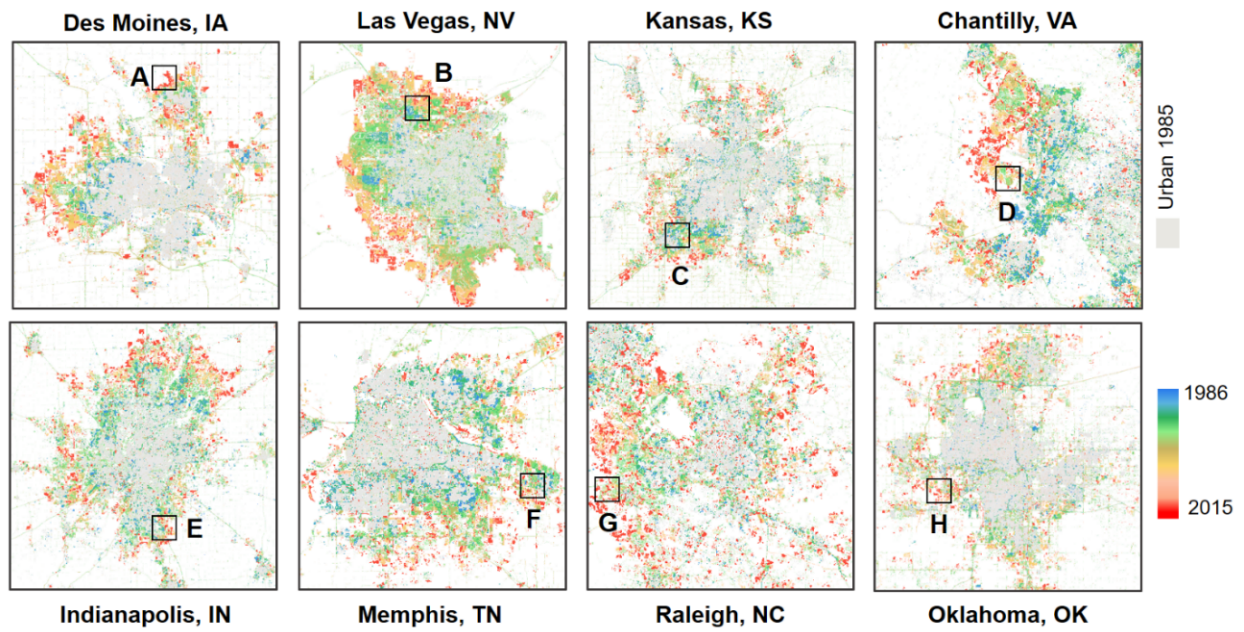 Des Moines, IA
Las Vegas, NV
Kansas, KS
Chantilly, VA
A
B
C
D
Urban 1985
E
F
G
H
1986
2015
Indianapolis, IN
Memphis, TN
Raleigh, NC
Oklahoma, OK